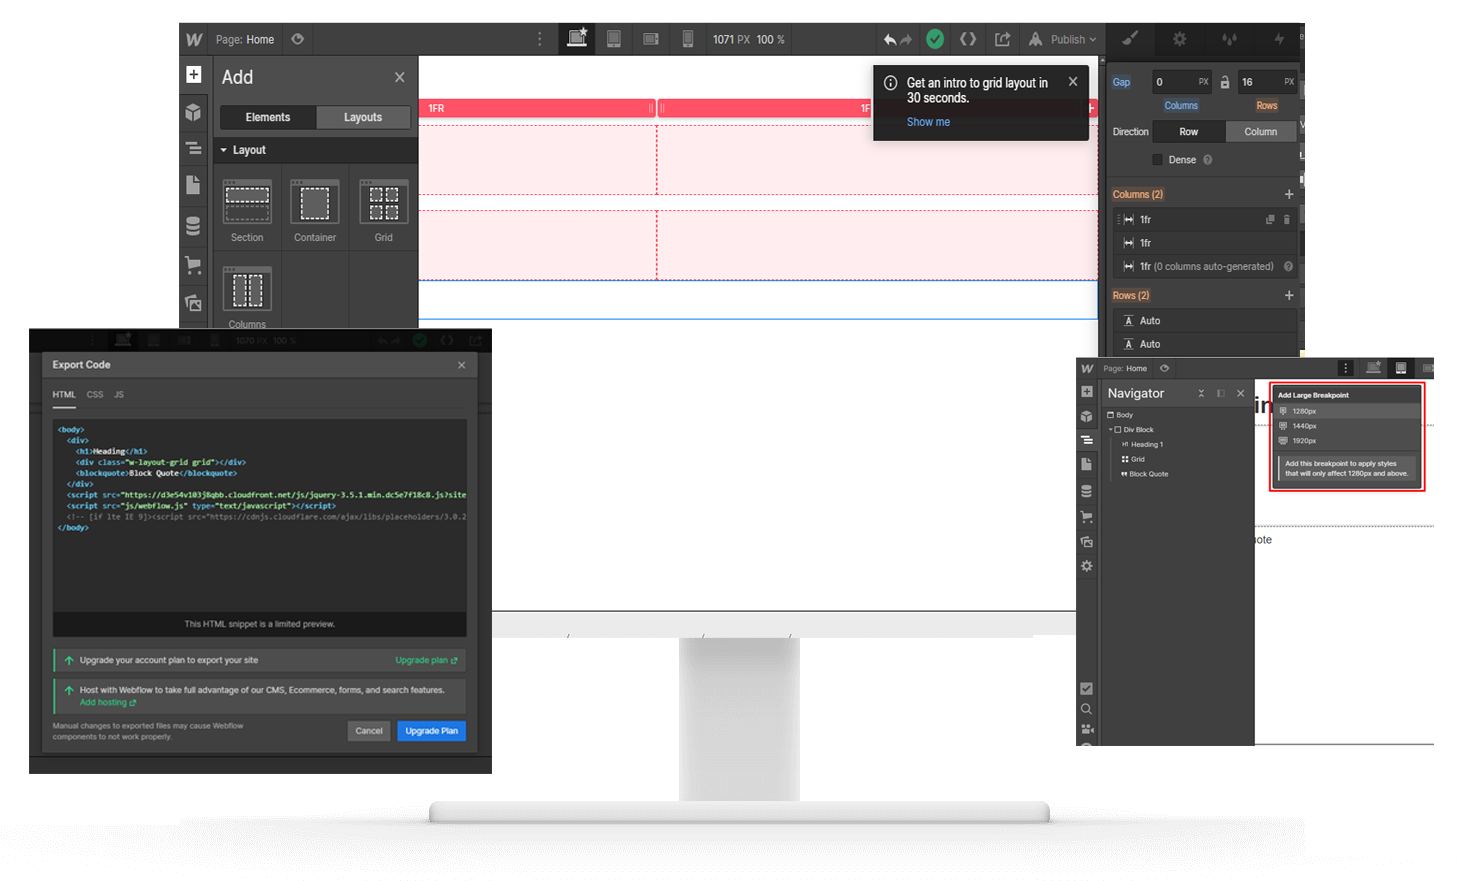 Page: Home
1071 PX 100 %
Publish
Add
Elements
Layouts
Layout
Section
Container
Grid
Columns
1FR
Get an intro to grid layout in
30 seconds.
Show me
Gap
0 PX
16 PX
Columns
Rows
Direction
Row
Column
Dense
Columns (2)
1fr
1fr
1fr (0 columns auto-generated)
Rows (2)
Auto
Auto
1070 PX 100 %
Export Code
HTML CSS JS
<body>
<div>
<h1>Heading</h1>
<div class="w-layout-grid grid"></div>
<blockquote>Block Quote</blockquote>
</div>
<script src="https://d3e54v103j8qbb.cloudfront.net/js/jquery-3.5.1.min.dc5e7f18c8.js?site
<script src="js/webflow.js" type="text/javascript"></script>
<!-- [if lte IE 9]><script src="https://cdnjs.cloudflare.com/ajax/libs/placeholders/3.0.2
</body>
This HTML snippet is a limited preview.
Upgrade your account plan to export your site
Upgrade plan
Host with Webflow to take full advantage of our CMS, Ecommerce, forms, and search features.
Add hosting
Manual changes to exported files may cause Webflow
components to not work properly.
Cancel
Upgrade Plan
Page: Home
Navigator
Body
Div Block
H1 Heading 1
Grid
Block Quote
Add Large Breakpoint
1280px
1440px
1920px
Add this breakpoint to apply styles
that will only affect 1280px and above.